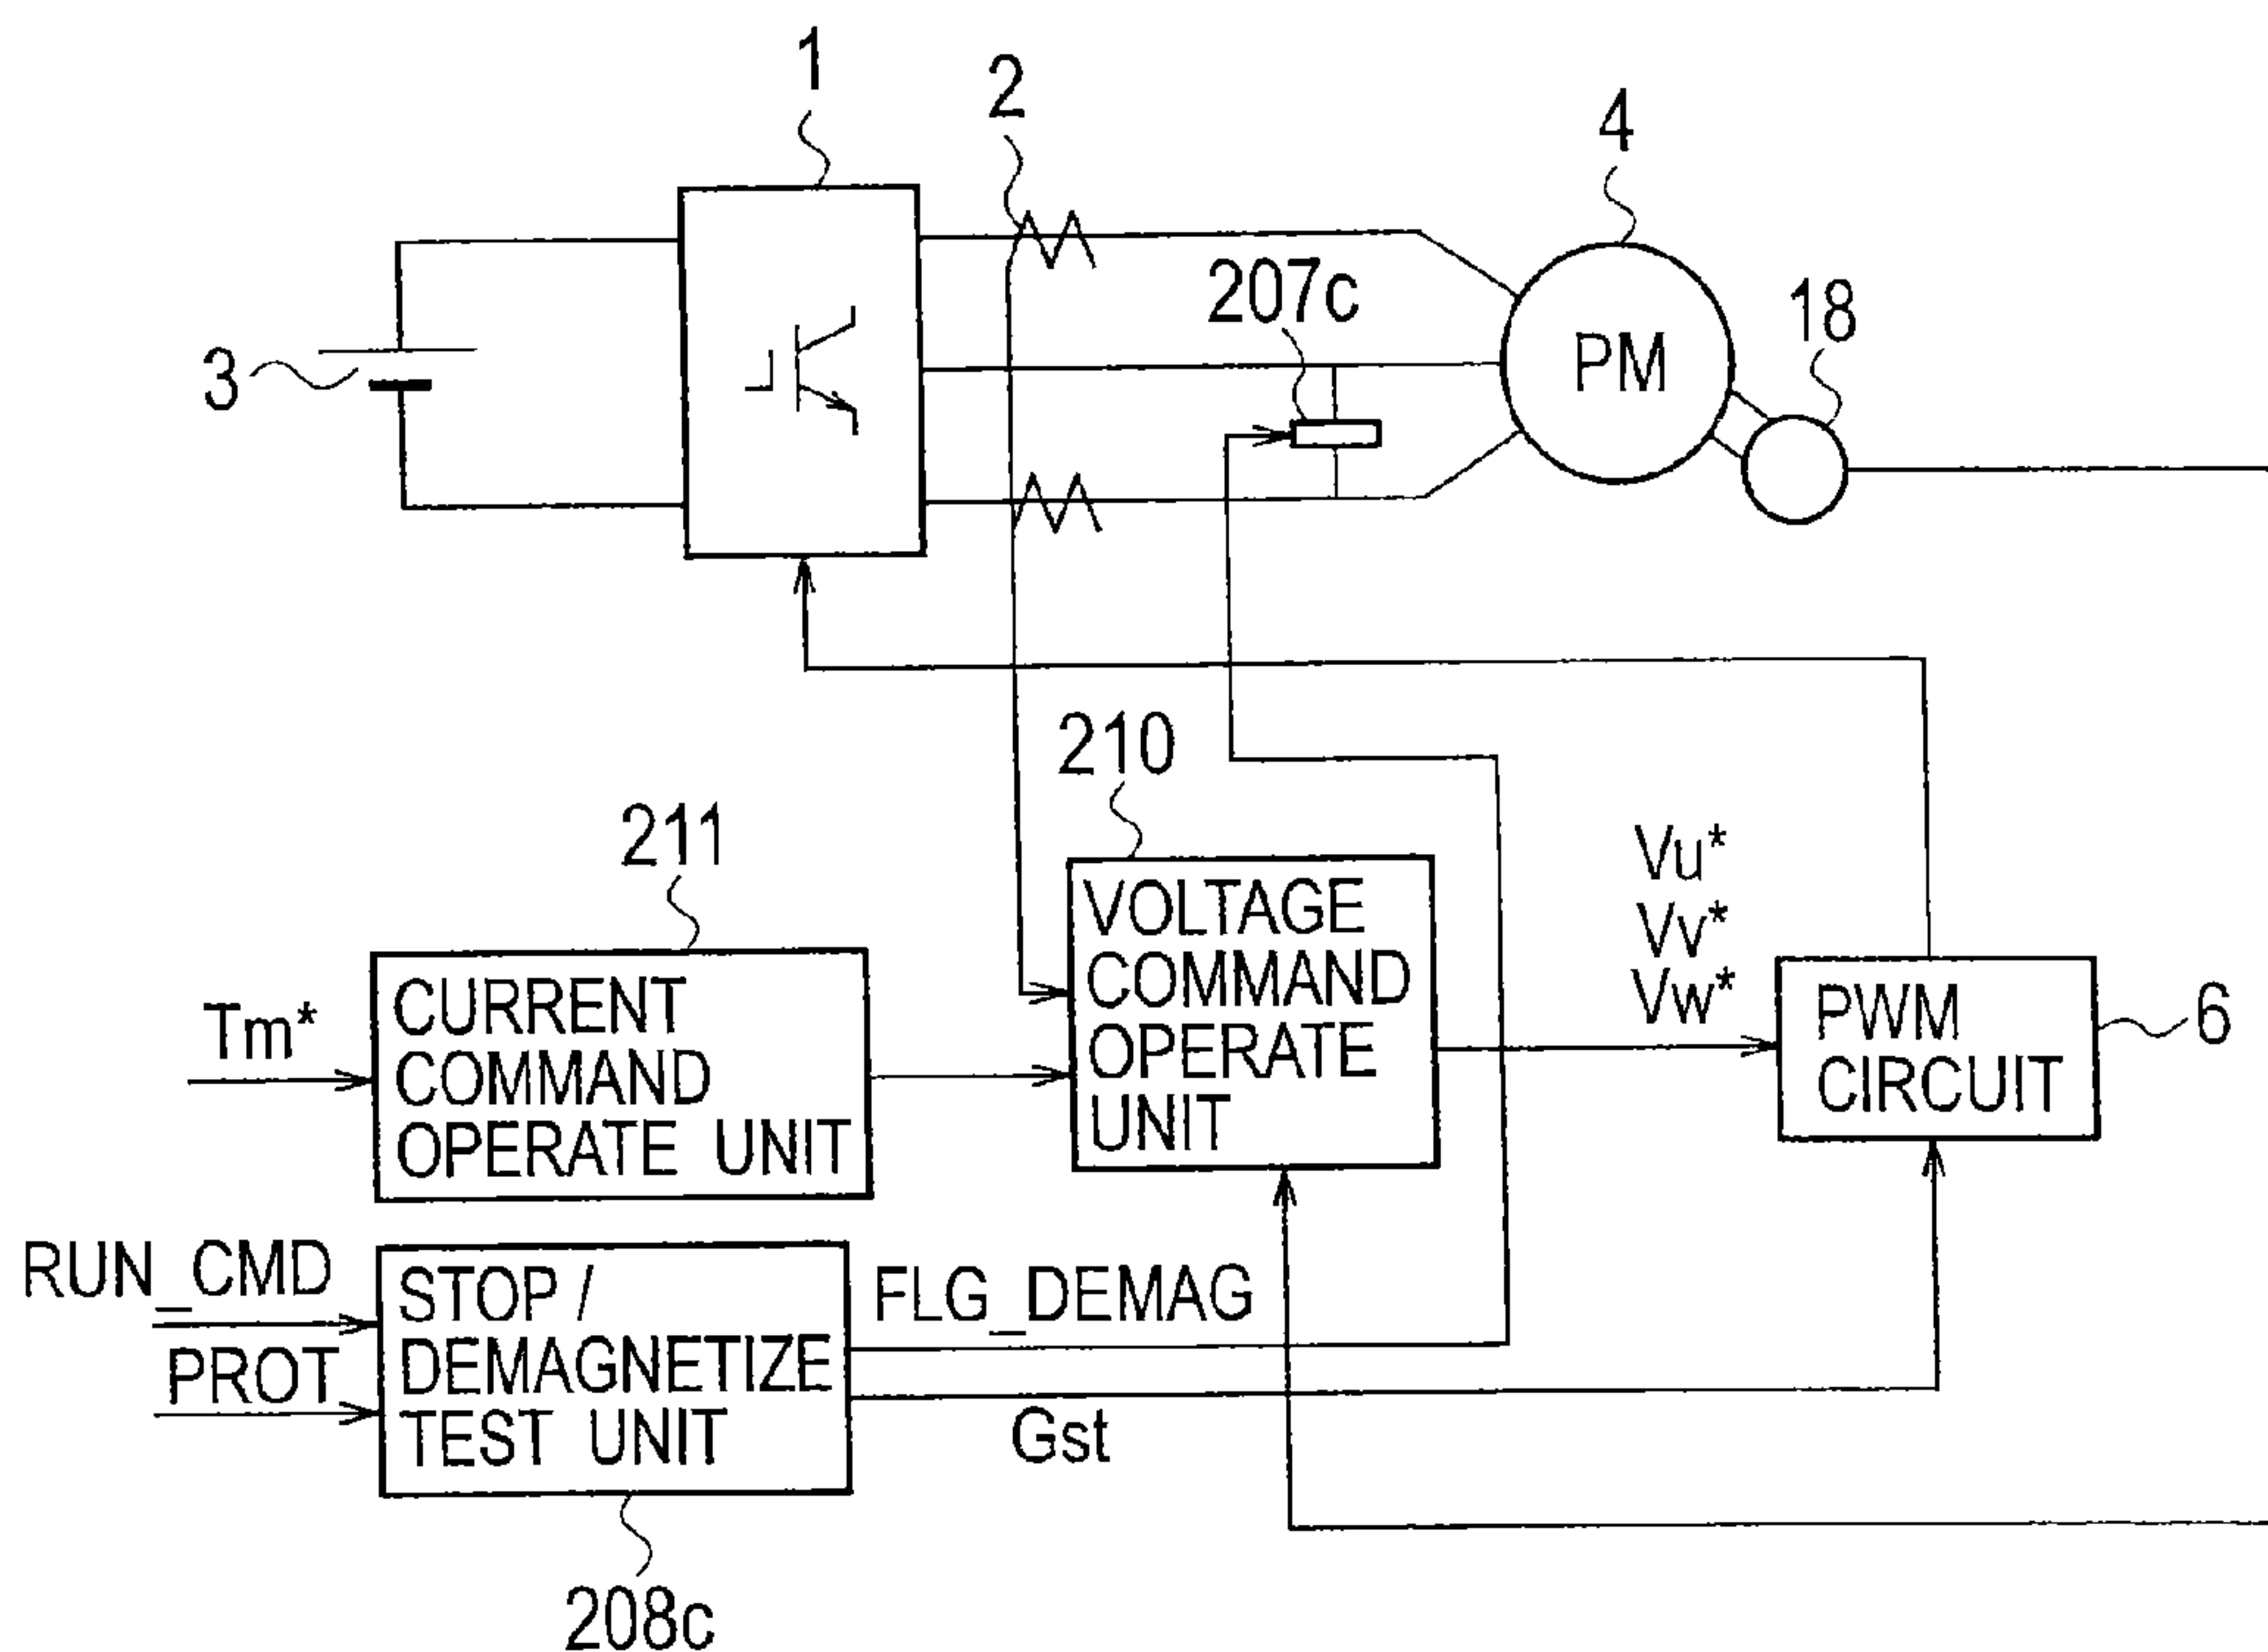 1
2
4
207c
18
3
PM
210
211
Vu*
Vv*
Vw*
VOLTAGE
COMMAND
OPERATE
UNIT
CURRENT
COMMAND
OPERATE UNIT
Tm*
PWM
CIRCUIT
6
RUN_CMD
PROT
STOP /
DEMAGNETIZE
TEST UNIT
FLG_DEMAG
Gst
208c